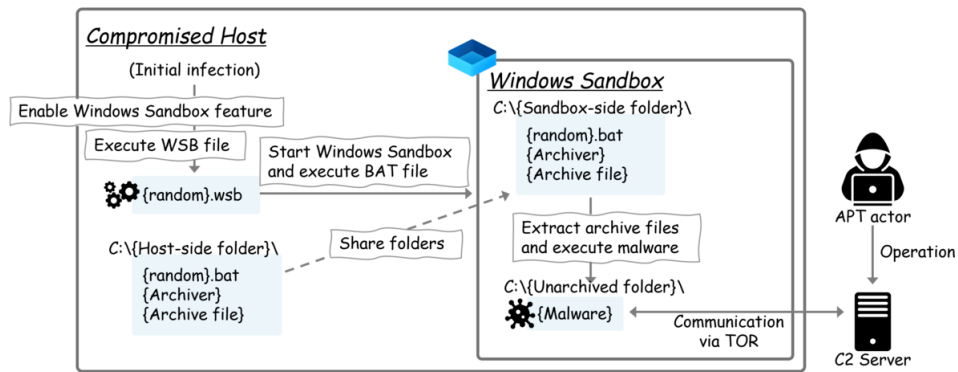 Compromised Host
(Initial infection)
Enable Windows Sandbox feature
Execute WSB file
{random}.wsb
Start Windows Sandbox
and execute BAT file
C:\{Host-side folder}\
{random}.bat
{Archiver}
{Archive file}
Share folders
Windows Sandbox
C:\{Sandbox-side folder}\
{random}.bat
{Archiver}
{Archive file}
Extract archive files
and execute malware
C:\{Unarchived folder}\
{Malware}
Communication
via TOR
APT actor
Operation
C2 Server